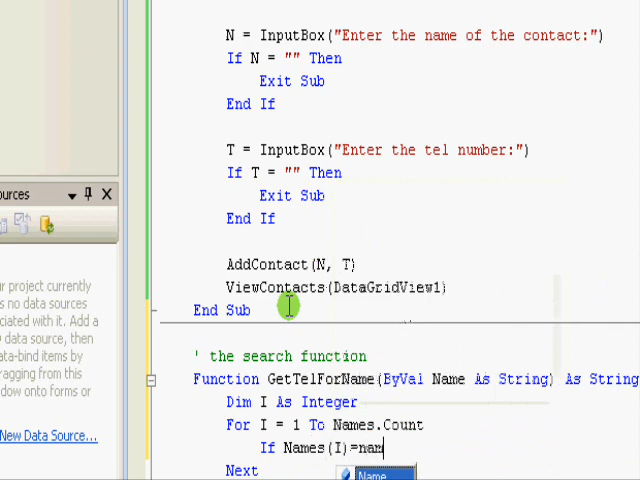 N = InputBox("Enter the name of the contact:")
If N = "" Then
Exit Sub
End If
T = InputBox("Enter the tel number:")
If T = "" Then
Exit Sub
End If
AddContact(N, T)
ViewContacts(DataGridView1)
End Sub
' the search function
Function GetTelForName(ByVal Name As String) As String
Dim I As Integer
For I = 1 To Names.Count
If Names(I)=nam
Next
Name
ources
ur project currently
s no data sources
ciated with it. Add a
data source, then
ata-bind items by
ragging from this
dow onto forms or
New Data Source...